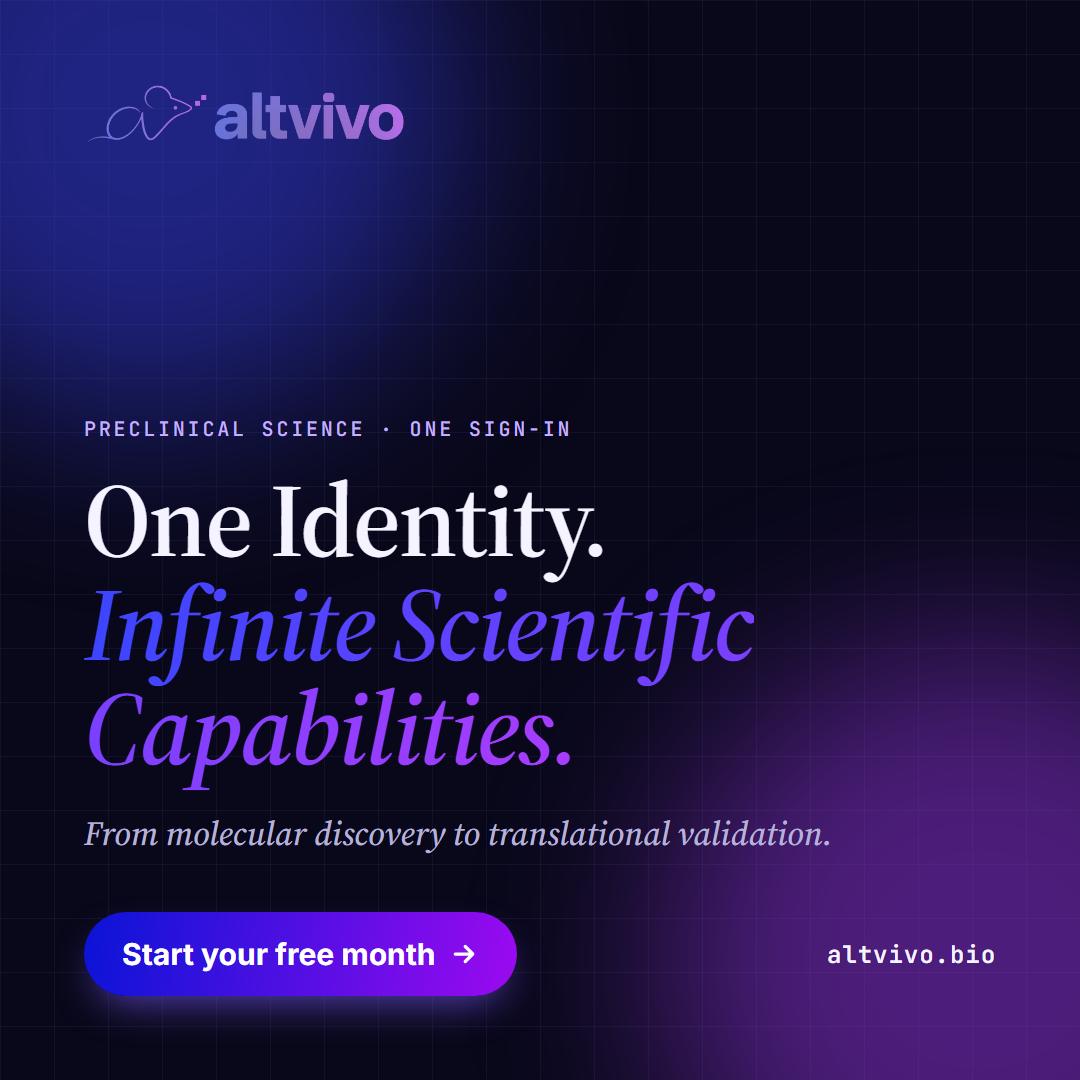 altvivo
PRECLINICAL SCIENCE · ONE SIGN-IN
One Identity.
Infinite Scientific
Capabilities.
From molecular discovery to translational validation.
Start your free month →
altvivo.bio